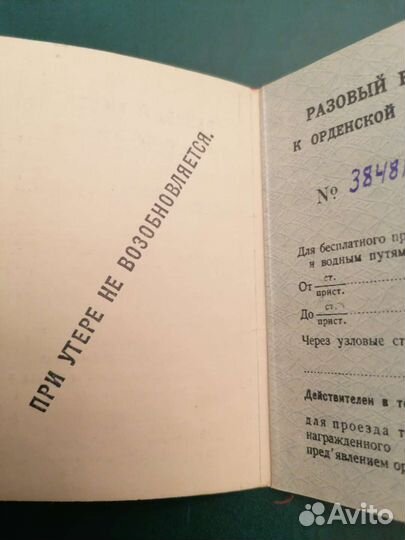 ПРИ УТЕРЕ НЕ ВОЗОБНОВЛЯЕТСЯ.
РАЗОВЫЙ
К ОРДЕНСКОЙ
№ 3848
Для бесплатного
и водным путям
От ст.
прист.
До ст.
прист.
Через узловые
Действителен в
для проезда
награжденного
пред'явлением
Avito